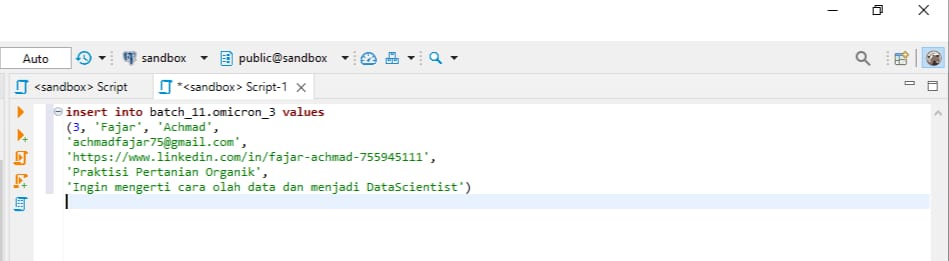 Auto
sandbox
public@sandbox
<sandbox> Script
*<sandbox> Script-1
insert into batch_11.omicron_3 values
(3, 'Fajar', 'Achmad',
'achmadfajar75@gmail.com',
'https://www.linkedin.com/in/fajar-achmad-755945111',
'Praktisi Pertanian Organik',
'Ingin mengerti cara olah data dan menjadi DataScientist')